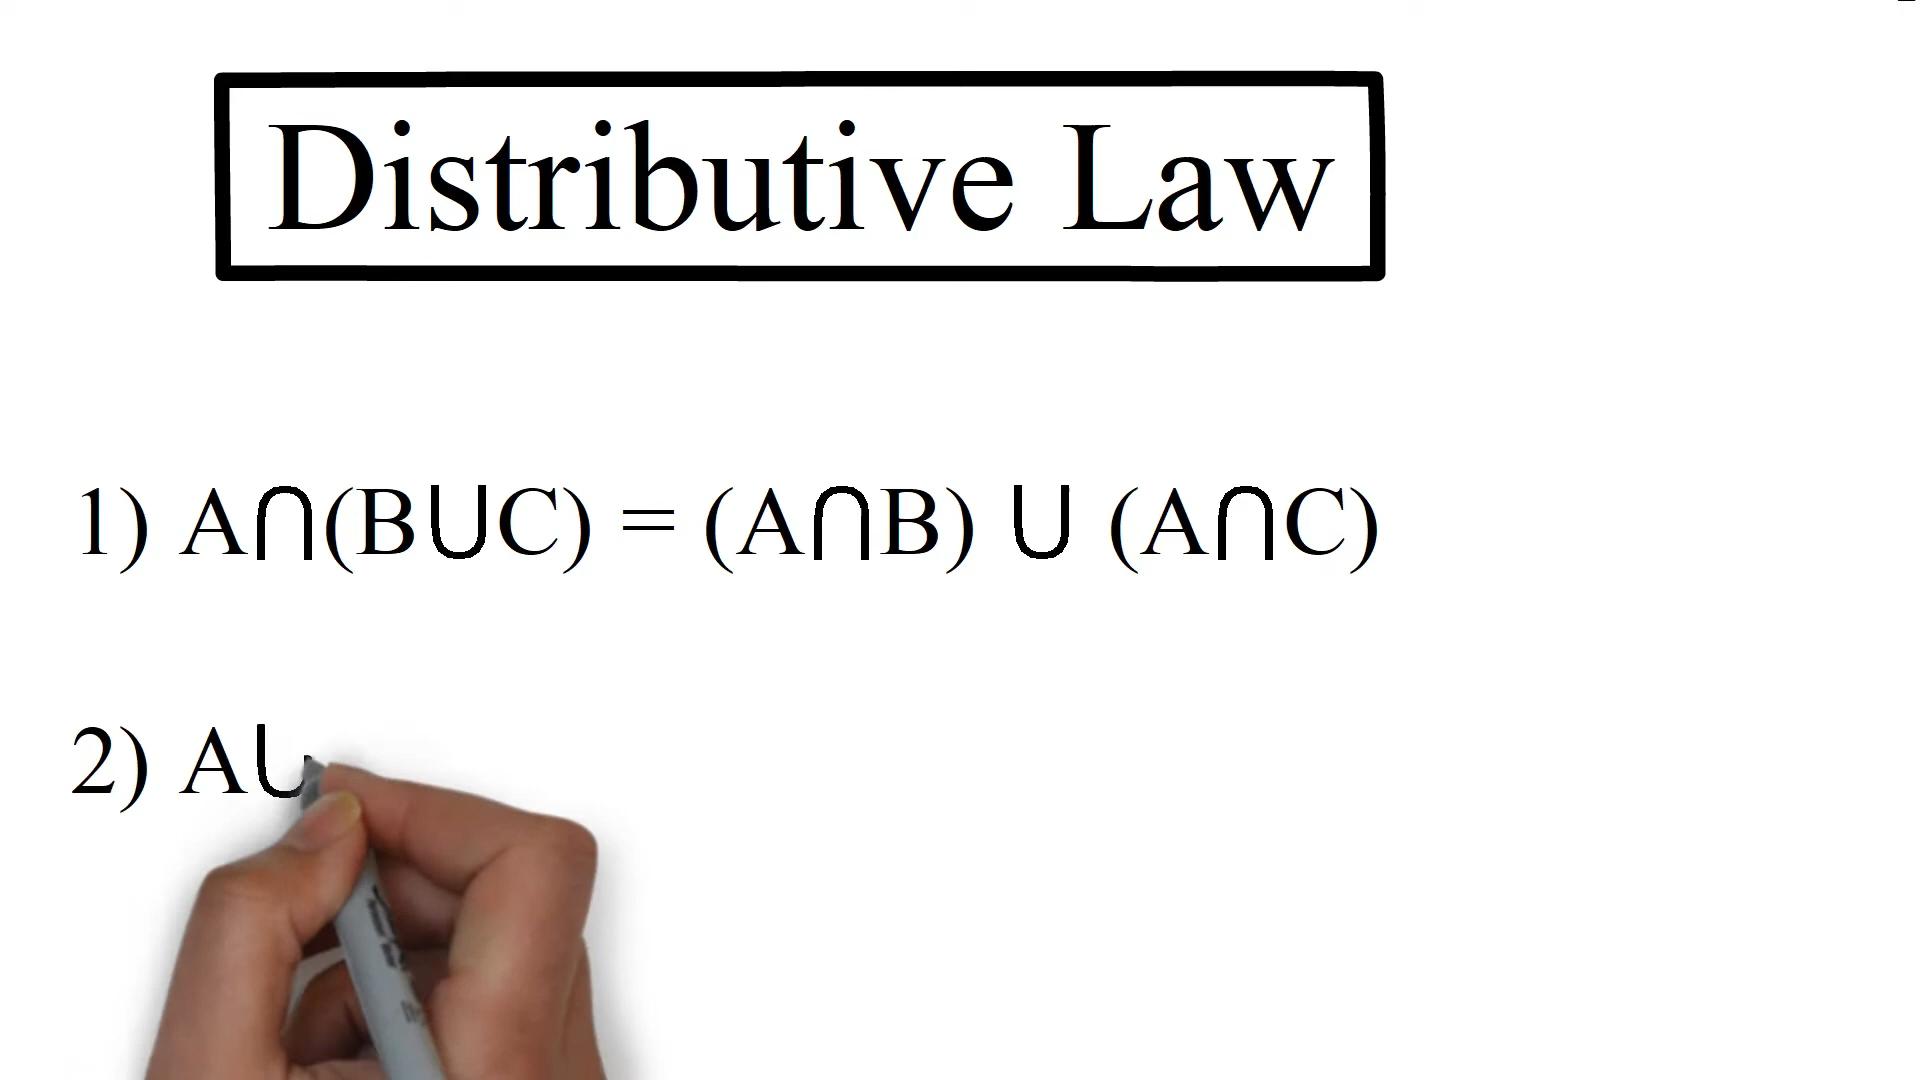 Distributive Law
1) A∩(B∪C) = (A∩B) ∪ (A∩C)
2) A∪